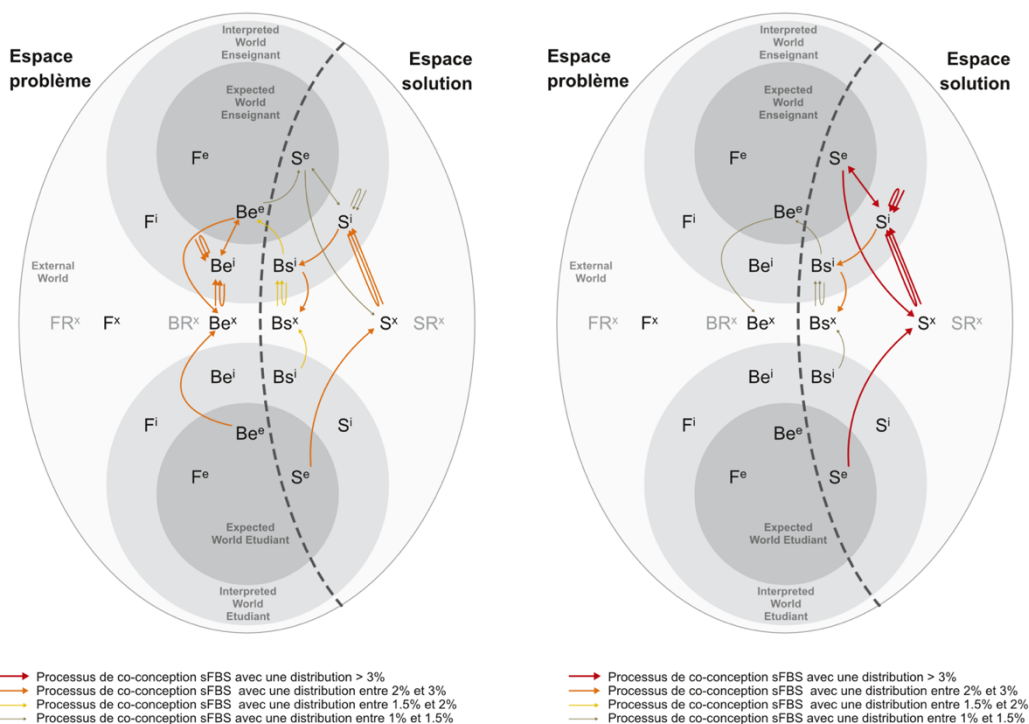 Espace
problème
Interpreted
World
Enseignant
Espace
solution
Expected
World
Enseignant
Fᵉ
Sᵉ
Beᵉ
Fⁱ
Sⁱ
Beⁱ
Bsⁱ
External
World
FRˣ
Fˣ
BRˣ
Beˣ
Bsˣ
Sˣ
SRˣ
Beⁱ
Bsⁱ
Fⁱ
Sⁱ
Beᵉ
Fᵉ
Sᵉ
Expected
World Etudiant
Interpreted
World
Etudiant
Processus de co-conception sFBS avec une distribution > 3%
Processus de co-conception sFBS avec une distribution entre 2% et 3%
Processus de co-conception sFBS avec une distribution entre 1.5% et 2%
Processus de co-conception sFBS avec une distribution entre 1% et 1.5%
Espace
problème
Interpreted
World
Enseignant
Espace
solution
Expected
World
Enseignant
Fᵉ
Sᵉ
Beᵉ
Fⁱ
Sⁱ
Beⁱ
Bsⁱ
External
World
FRˣ
Fˣ
BRˣ
Beˣ
Bsˣ
Sˣ
SRˣ
Beⁱ
Bsⁱ
Fⁱ
Sⁱ
Beᵉ
Fᵉ
Sᵉ
Expected
World Etudiant
Interpreted
World
Etudiant
Processus de co-conception sFBS avec une distribution > 3%
Processus de co-conception sFBS avec une distribution entre 2% et 3%
Processus de co-conception sFBS avec une distribution entre 1.5% et 2%
Processus de co-conception sFBS avec une distribution entre 1% et 1.5%